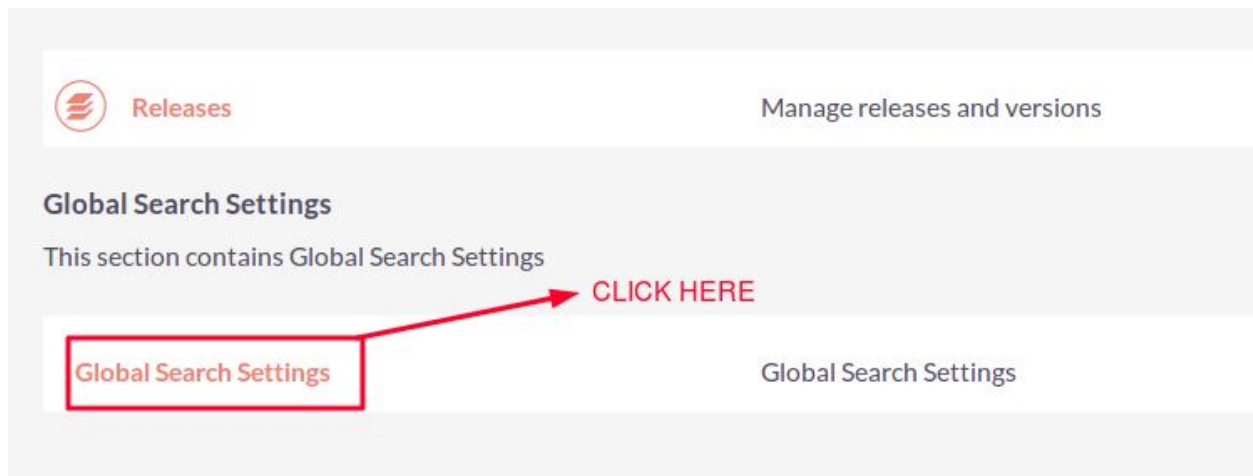 Releases
Manage releases and versions
Global Search Settings
This section contains Global Search Settings
CLICK HERE
Global Search Settings
Global Search Settings